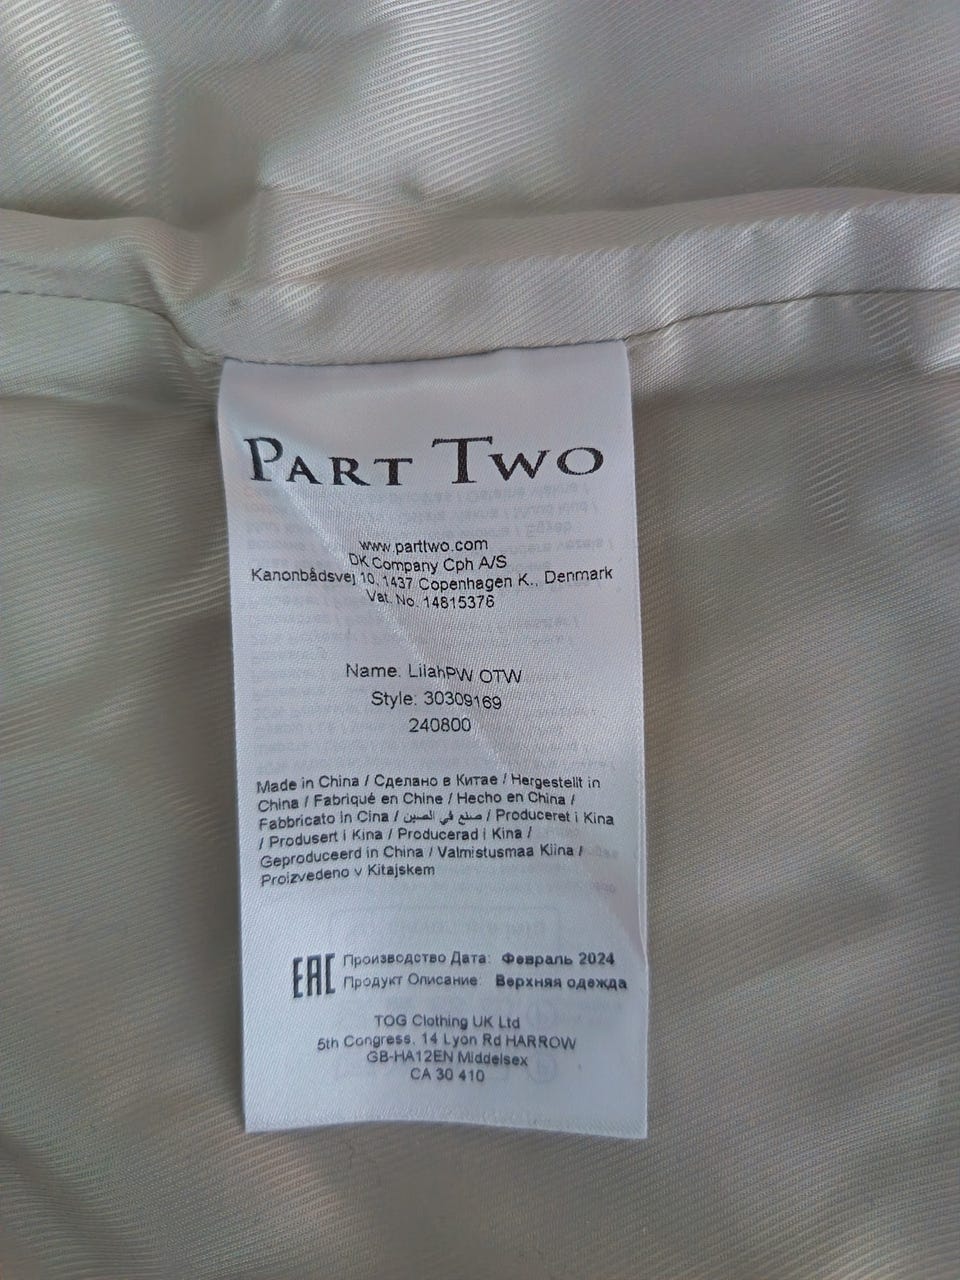 PART TWO
www.parttwo.com
DK Company Cph A/S
Kanonbådsvej 10, 1437 Copenhagen K., Denmark
Vat. No. 14815376
Name: LilahPW OTW
Style: 30309169
240800
Made in China / Сделано в Китае / Hergestellt in
China / Fabriqué en Chine / Hecho en China /
Fabbricato in Cina / صنع في الصين / Produceret i Kina
/ Produsert i Kina / Producerad i Kina /
Geproduceerd in China / Valmistusmaa Kiina /
Proizvedeno v Kitajskem
EAC Производство Дата: Февраль 2024
Продукт Описание: Верхняя одежда
TOG Clothing UK Ltd
5th Congress. 14 Lyon Rd HARROW
GB-HA12EN Middelsex
CA 30 410